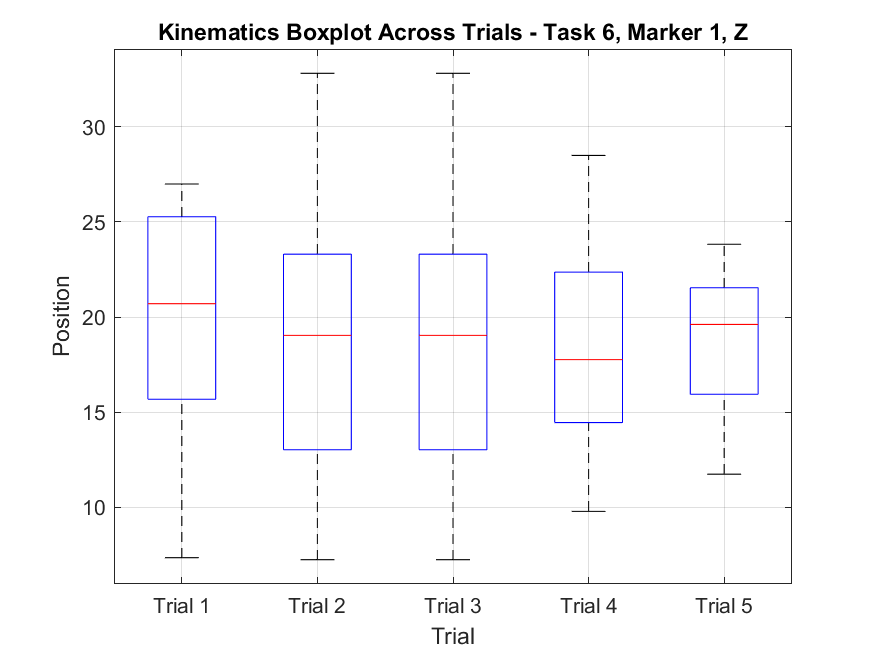 Kinematics Boxplot Across Trials - Task 6, Marker 1, Z
30
25
20
15
10
Position
Trial 1 Trial 2 Trial 3 Trial 4 Trial 5
Trial